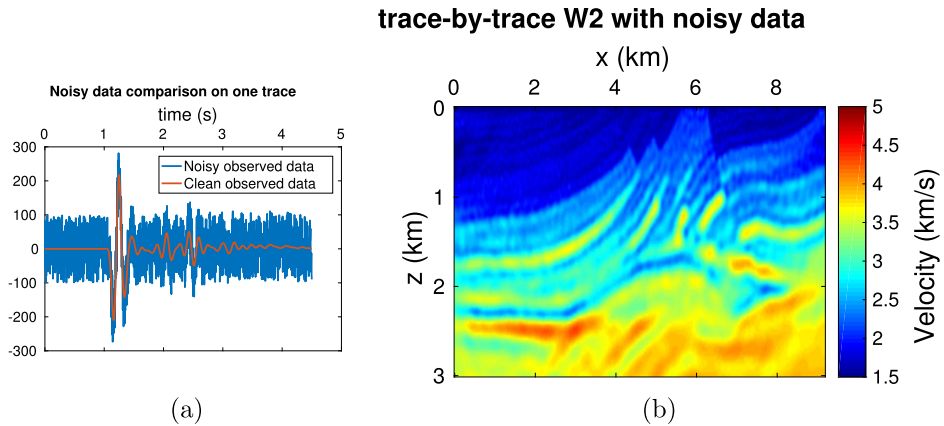 trace-by-trace W2 with noisy data
Noisy data comparison on one trace
time (s)
0 1 2 3 4 5
300
200
100
0
-100
-200
-300
Noisy observed data
Clean observed data
(a)
x (km)
0 2 4 6 8
0
1
2
3
z (km)
5
4.5
4
3.5
3
2.5
2
1.5
Velocity (km/s)
(b)